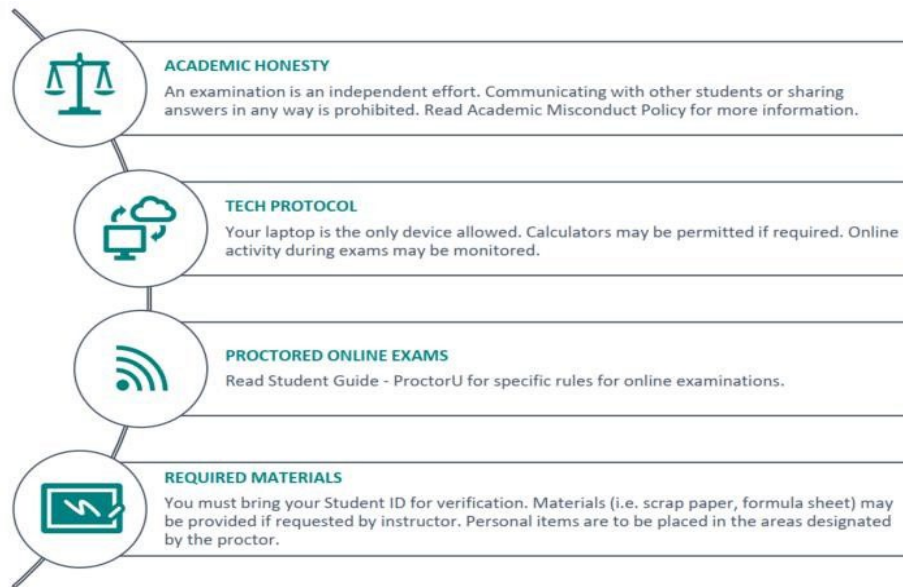 ACADEMIC HONESTY
An examination is an independent effort. Communicating with other students or sharing
answers in any way is prohibited. Read Academic Misconduct Policy for more information.
TECH PROTOCOL
Your laptop is the only device allowed. Calculators may be permitted if required. Online
activity during exams may be monitored.
PROCTORED ONLINE EXAMS
Read Student Guide - ProctorU for specific rules for online examinations.
REQUIRED MATERIALS
You must bring your Student ID for verification. Materials (i.e. scrap paper, formula sheet) may
be provided if requested by instructor. Personal items are to be placed in the areas designated
by the proctor.